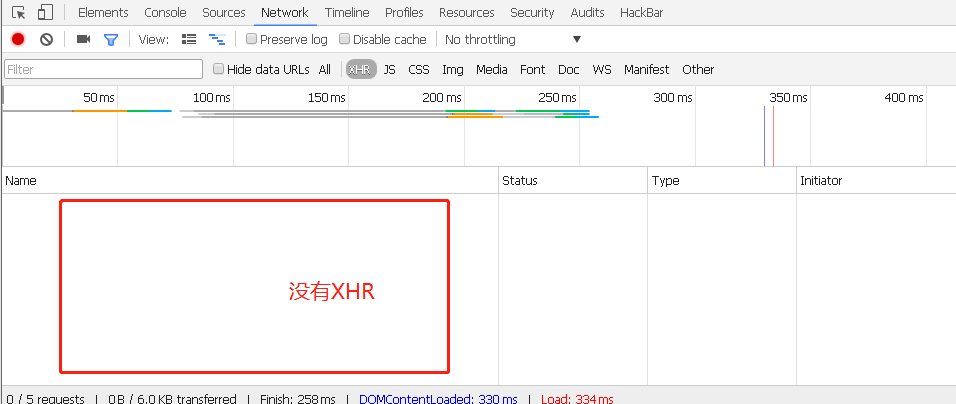 Elements Console Sources Network Timeline Profiles Resources Security Audits HackBar
View: Preserve log Disable cache No throttling
Filter Hide data URLs All XHR JS CSS Img Media Font Doc WS Manifest Other
50 ms 100 ms 150 ms 200 ms 250 ms 300 ms 350 ms 400 ms
Name Status Type Initiator
没有XHR
0 / 5 requests | 0 B / 6.0 KB transferred | Finish: 258 ms | DOMContentLoaded: 330 ms | Load: 334 ms